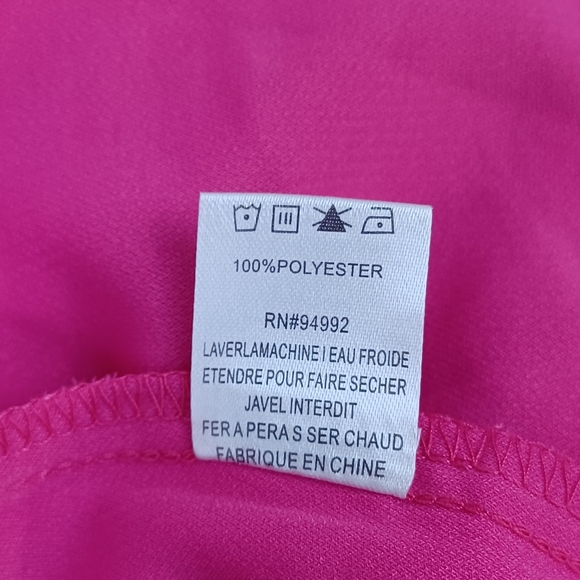 100%POLYESTER
RN#94992
LAVERLAMACHINE I EAU FROIDE
ETENDRE POUR FAIRE SECHER
JAVEL INTERDIT
FER A PERA S SER CHAUD
FABRIQUE EN CHINE